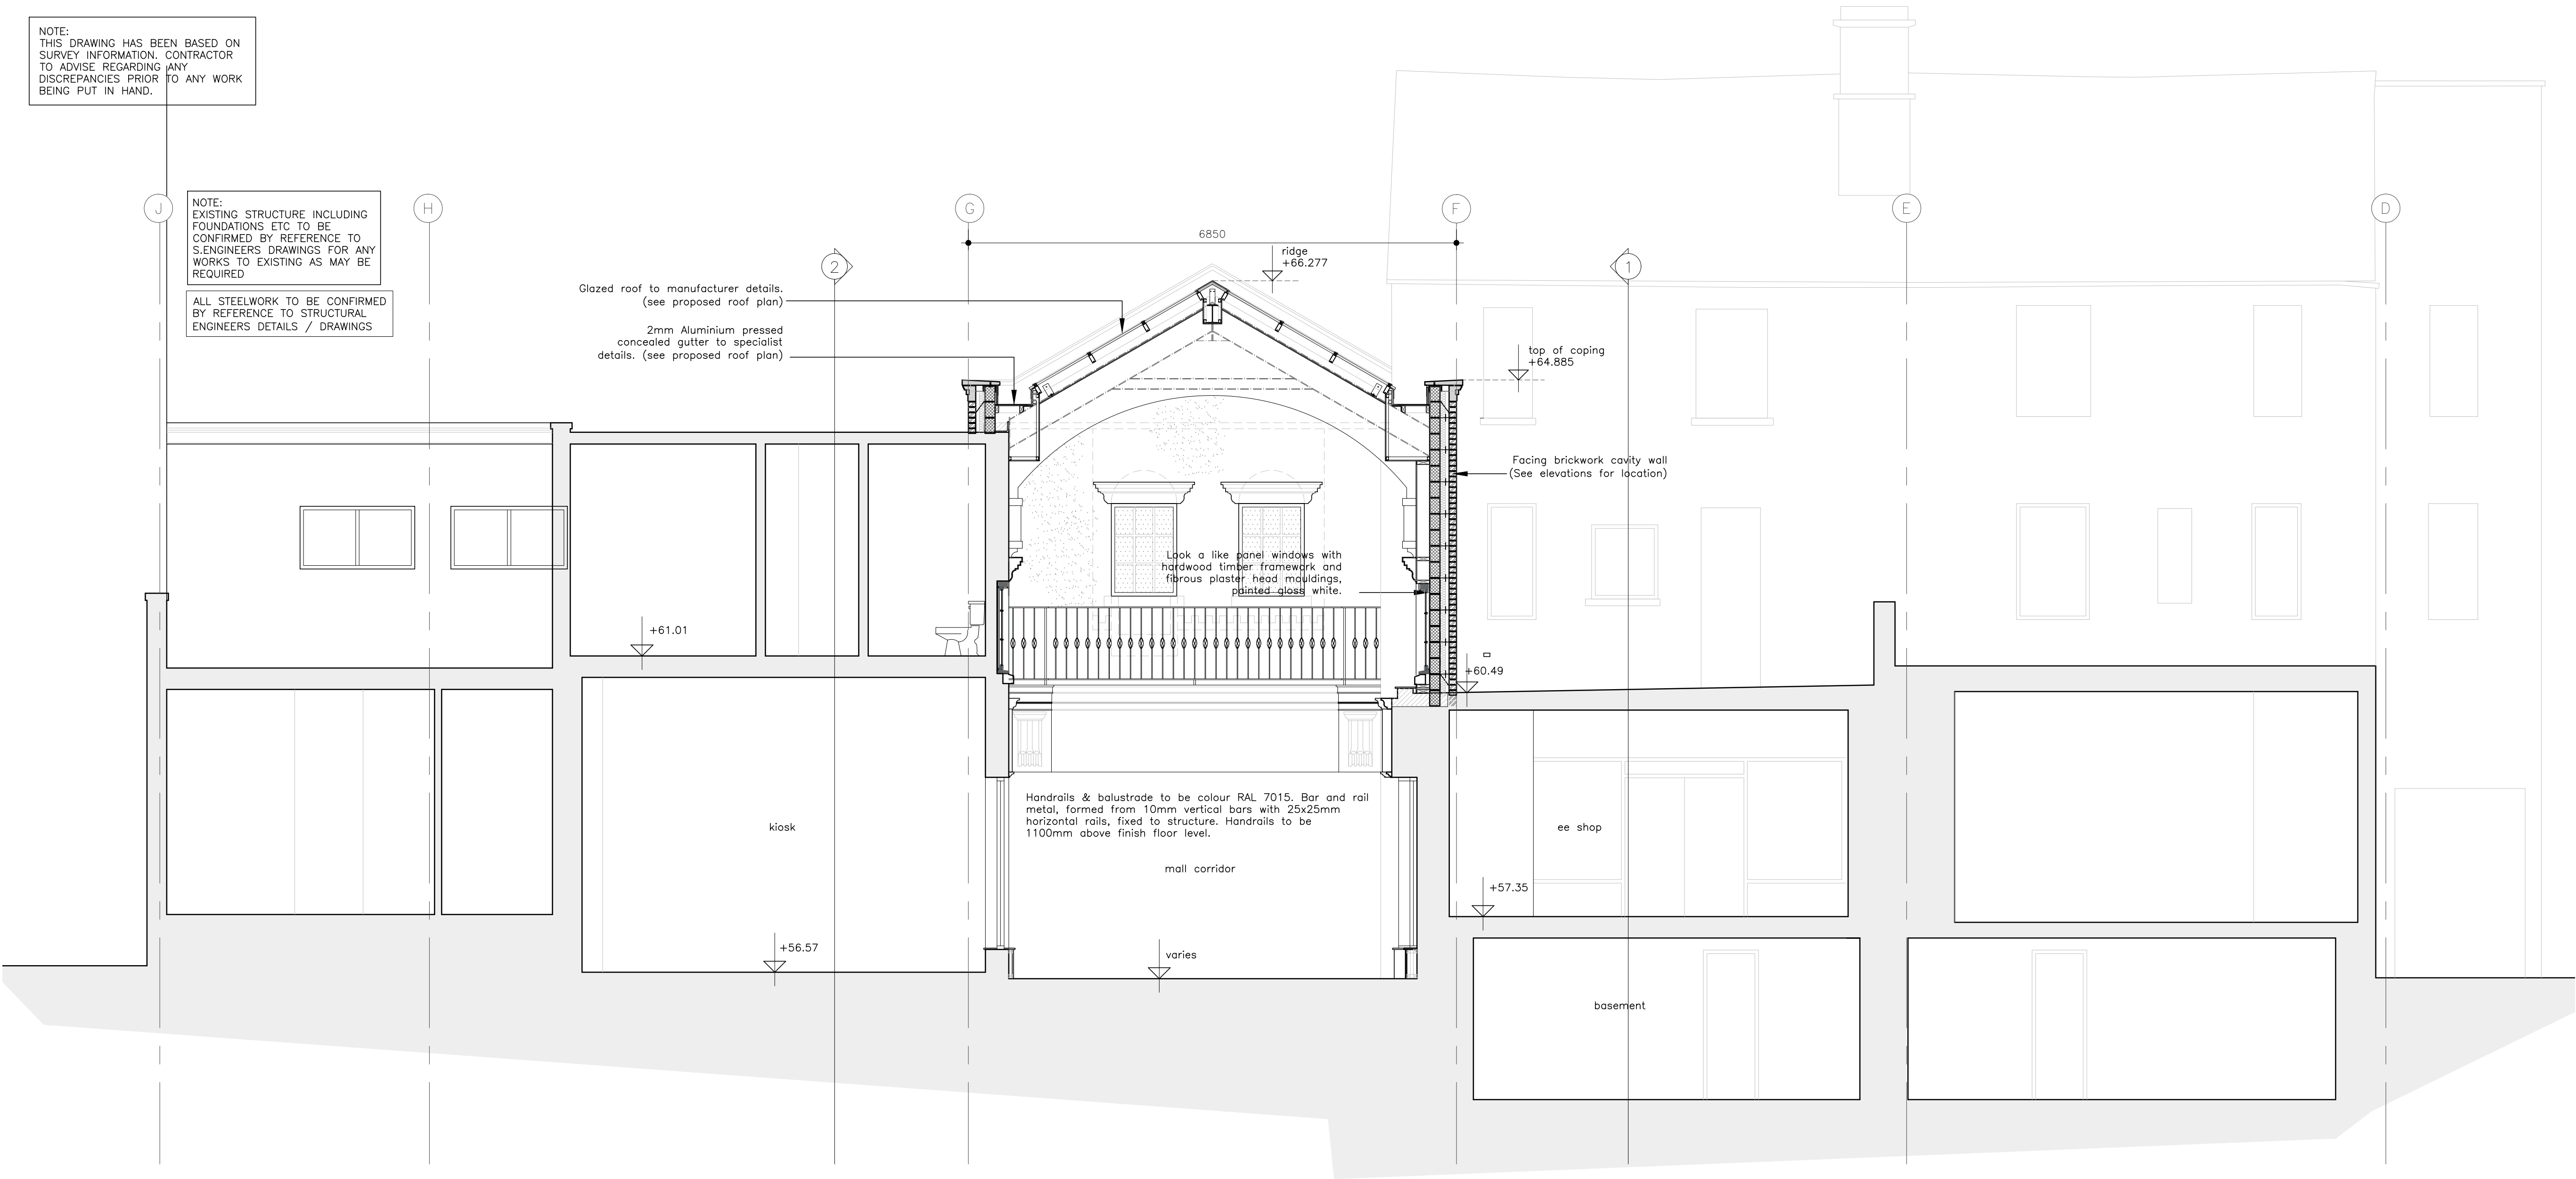 NOTE:
THIS DRAWING HAS BEEN BASED ON
SURVEY INFORMATION. CONTRACTOR
TO ADVISE REGARDING ANY
DISCREPANCIES PRIOR TO ANY WORK
BEING PUT IN HAND.
J
H
G
F
E
D
NOTE:
EXISTING STRUCTURE INCLUDING
FOUNDATIONS ETC TO BE
CONFIRMED BY REFERENCE TO
S.ENGINEERS DRAWINGS FOR ANY
WORKS TO EXISTING AS MAY BE
REQUIRED
ALL STEELWORK TO BE CONFIRMED
BY REFERENCE TO STRUCTURAL
ENGINEERS DETAILS / DRAWINGS
6850
2
1
ridge
+66.277
Glazed roof to manufacturer details.
(see proposed roof plan)
2mm Aluminium pressed
concealed gutter to specialist
details. (see proposed roof plan)
top of coping
+64.885
Facing brickwork cavity wall
(See elevations for location)
Look a like panel windows with
hardwood timber framework and
fibrous plaster head mouldings,
painted gloss white.
+61.01
+60.49
Handrails & balustrade to be colour RAL 7015. Bar and rail
metal, formed from 10mm vertical bars with 25x25mm
horizontal rails, fixed to structure. Handrails to be
1100mm above finish floor level.
kiosk
ee shop
mall corridor
+57.35
+56.57
varies
basement